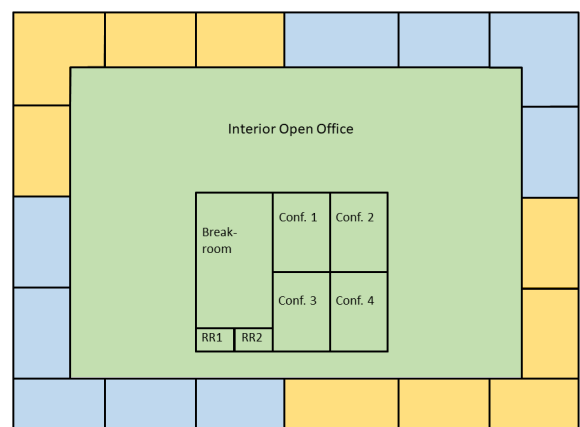 Interior Open Office
Break-
room
Conf. 1
Conf. 2
Conf. 3
Conf. 4
RR1
RR2